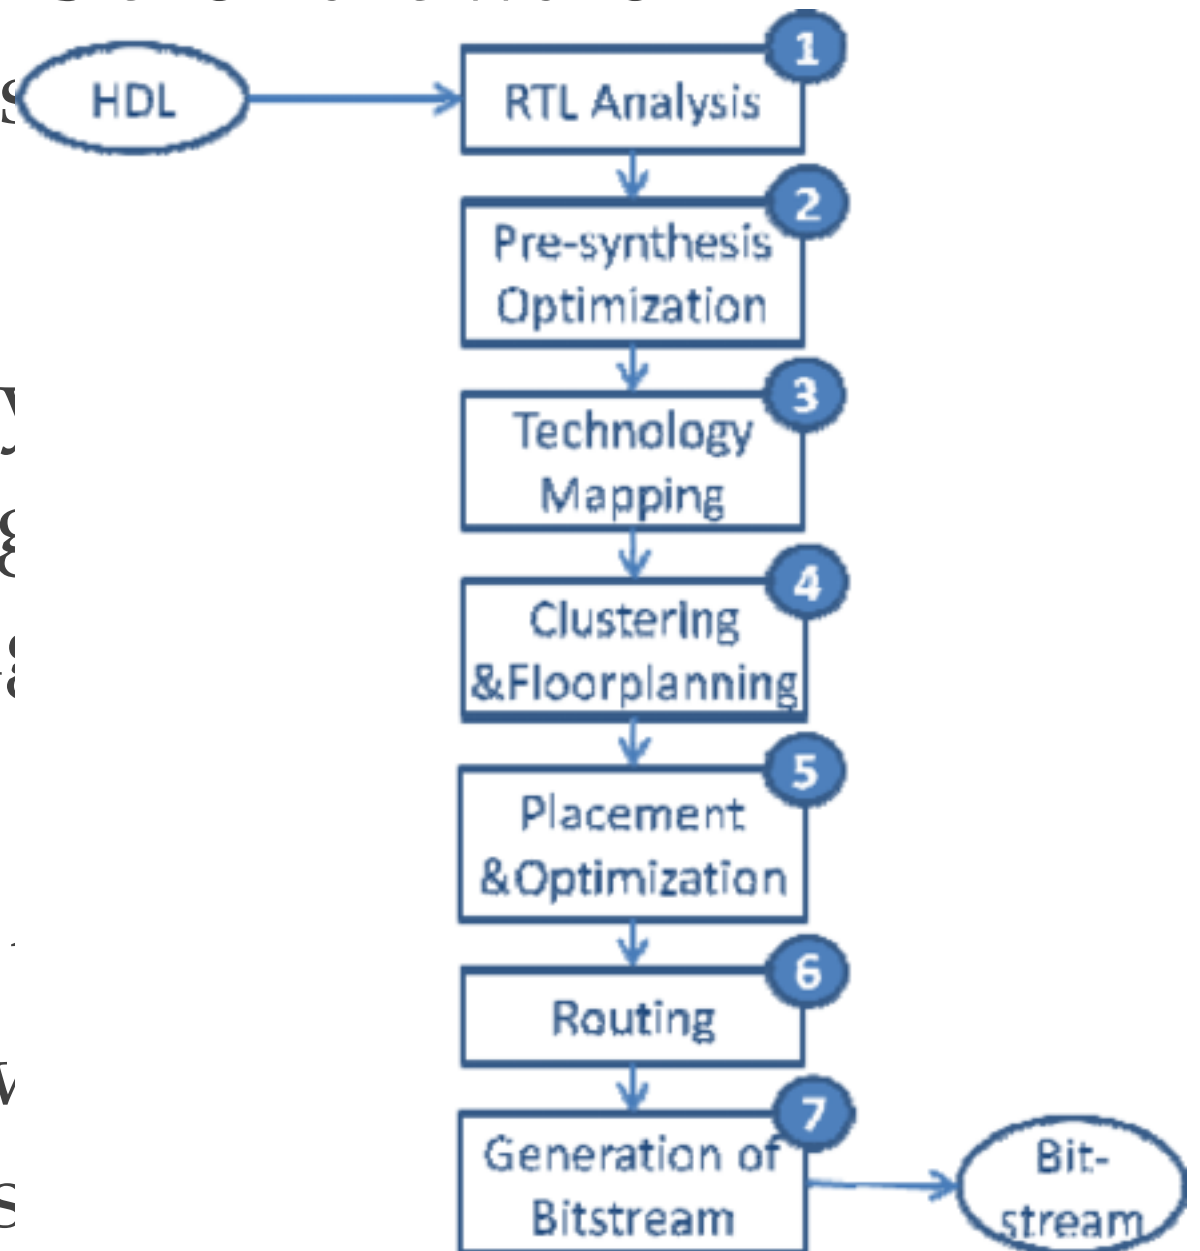 HDL
1
RTL Analysis
2
Pre-synthesis
Optimization
3
Technology
Mapping
4
Clustering
&Floorplanning
5
Placement
&Optimization
6
Routing
7
Generation of
Bitstream
Bit-
stream